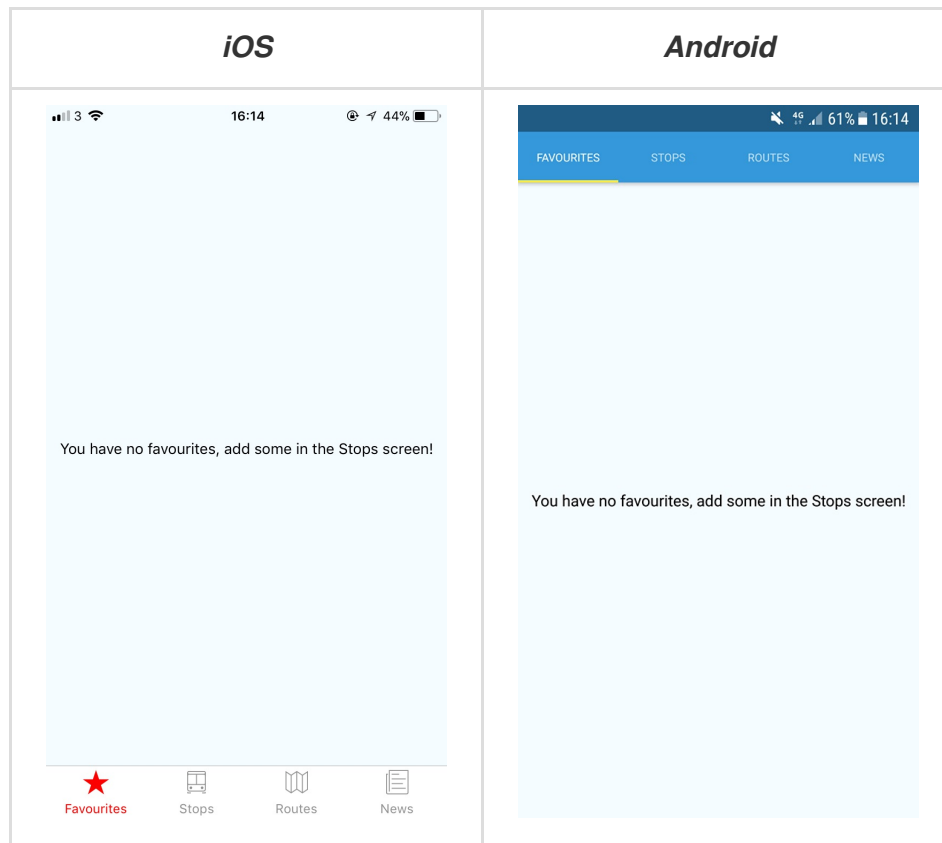 iOS
Android
3 16:14 44%
4G 61% 16:14
FAVOURITES STOPS ROUTES NEWS
You have no favourites, add some in the Stops screen!
You have no favourites, add some in the Stops screen!
Favourites Stops Routes News